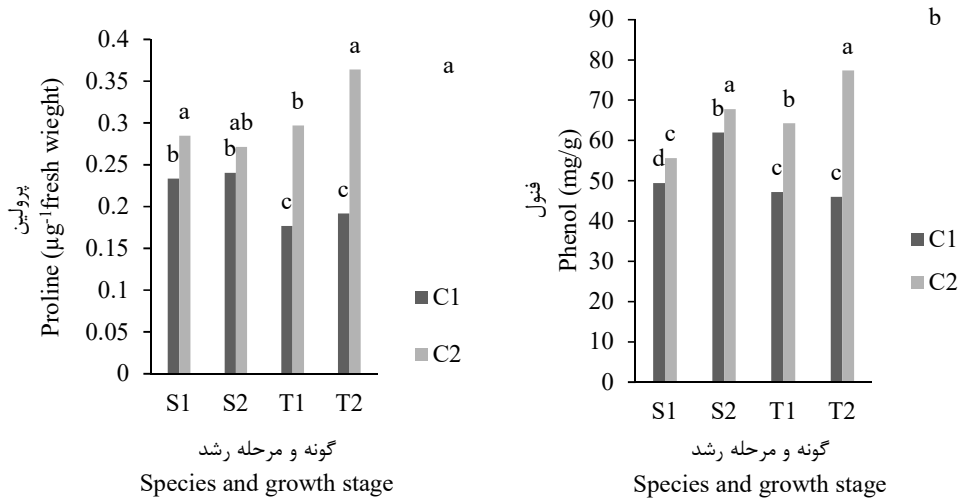 a
پرولین
Proline (µg-1fresh wieght)
0.4
0.35
0.3
0.25
0.2
0.15
0.1
0.05
0
b a
b ab
c b
c a
S1 S2 T1 T2
C1
C2
گونه و مرحله رشد
Species and growth stage
b
فنول
Phenol (mg/g)
90
80
70
60
50
40
30
20
10
0
d c
b a
c b
c a
S1 S2 T1 T2
C1
C2
گونه و مرحله رشد
Species and growth stage